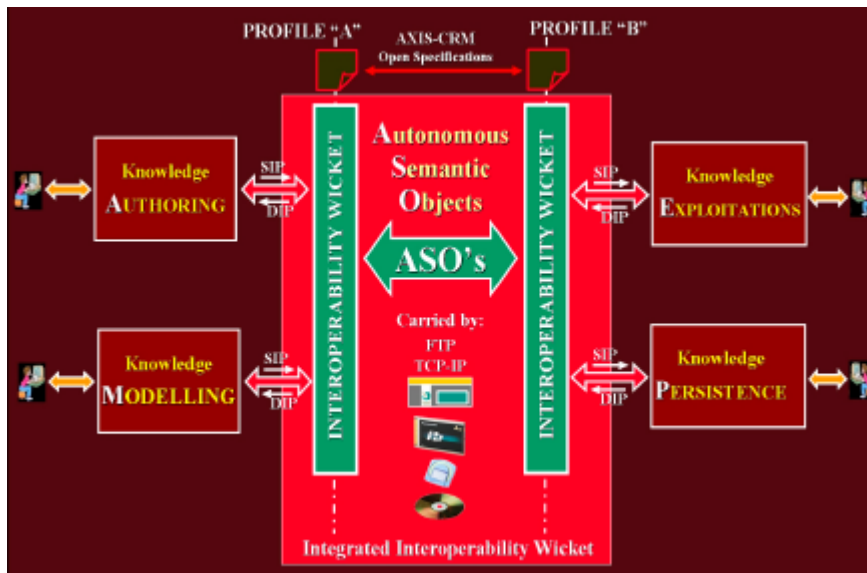 PROFILE “A”
PROFILE “B”
AXIS-CRM
Open Specifications
Knowledge
AUTHORING
SIP
DIP
Knowledge
MODELLING
SIP
DIP
INTEROPERABILITY WICKET
Autonomous
Semantic
Objects
ASO's
Carried by:
FTP
TCP-IP
INTEROPERABILITY WICKET
SIP
DIP
Knowledge
EXPLOITATIONS
SIP
DIP
Knowledge
PERSISTENCE
Integrated Interoperability Wicket